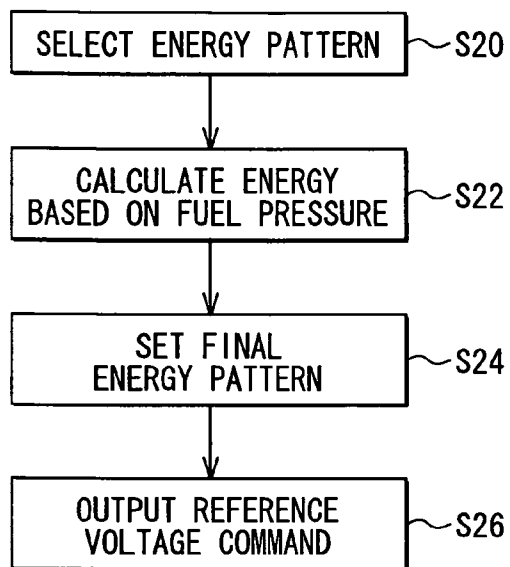 SELECT ENERGY PATTERN
S20
CALCULATE ENERGY
BASED ON FUEL PRESSURE
S22
SET FINAL
ENERGY PATTERN
S24
OUTPUT REFERENCE
VOLTAGE COMMAND
S26